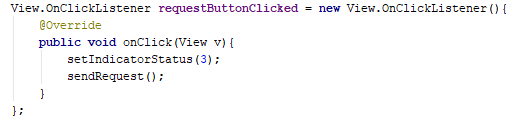 View.OnClickListener requestButtonClicked = new View.OnClickListener(){
    @Override
    public void onClick(View v){
        setIndicatorStatus(3);
        sendRequest();
    }
};